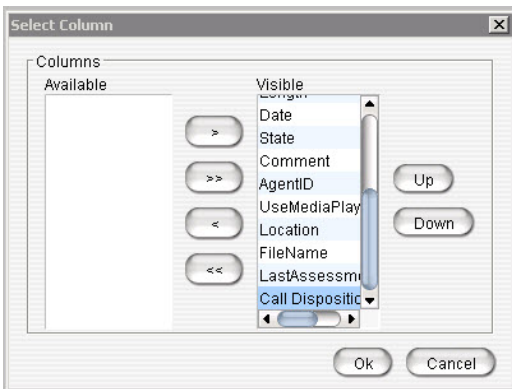 Select Column
Columns
Available
Visible
Length
Date
State
Comment
AgentID
UseMediaPlay
Location
FileName
LastAssessm
Call Dispositic
>
>>
<
<<
Up
Down
Ok
Cancel